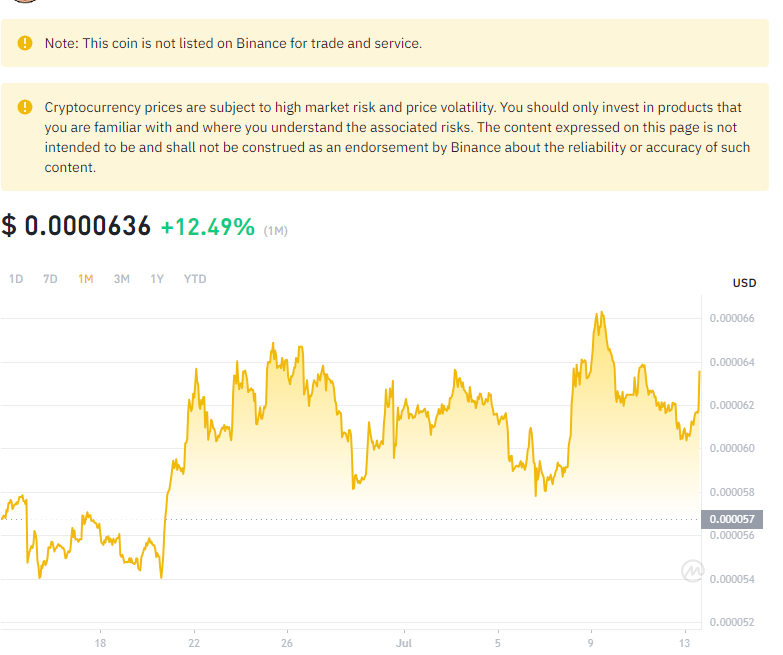 Note: This coin is not listed on Binance for trade and service.
Cryptocurrency prices are subject to high market risk and price volatility. You should only invest in products that
you are familiar with and where you understand the associated risks. The content expressed on this page is not
intended to be and shall not be construed as an endorsement by Binance about the reliability or accuracy of such
content.
$ 0.0000636 +12.49% (1M)
1D 7D 1M 3M 1Y YTD
USD
0.000066
0.000064
0.000062
0.000060
0.000058
0.000057
0.000056
0.000054
0.000052
18 22 26 Jul 5 9 13